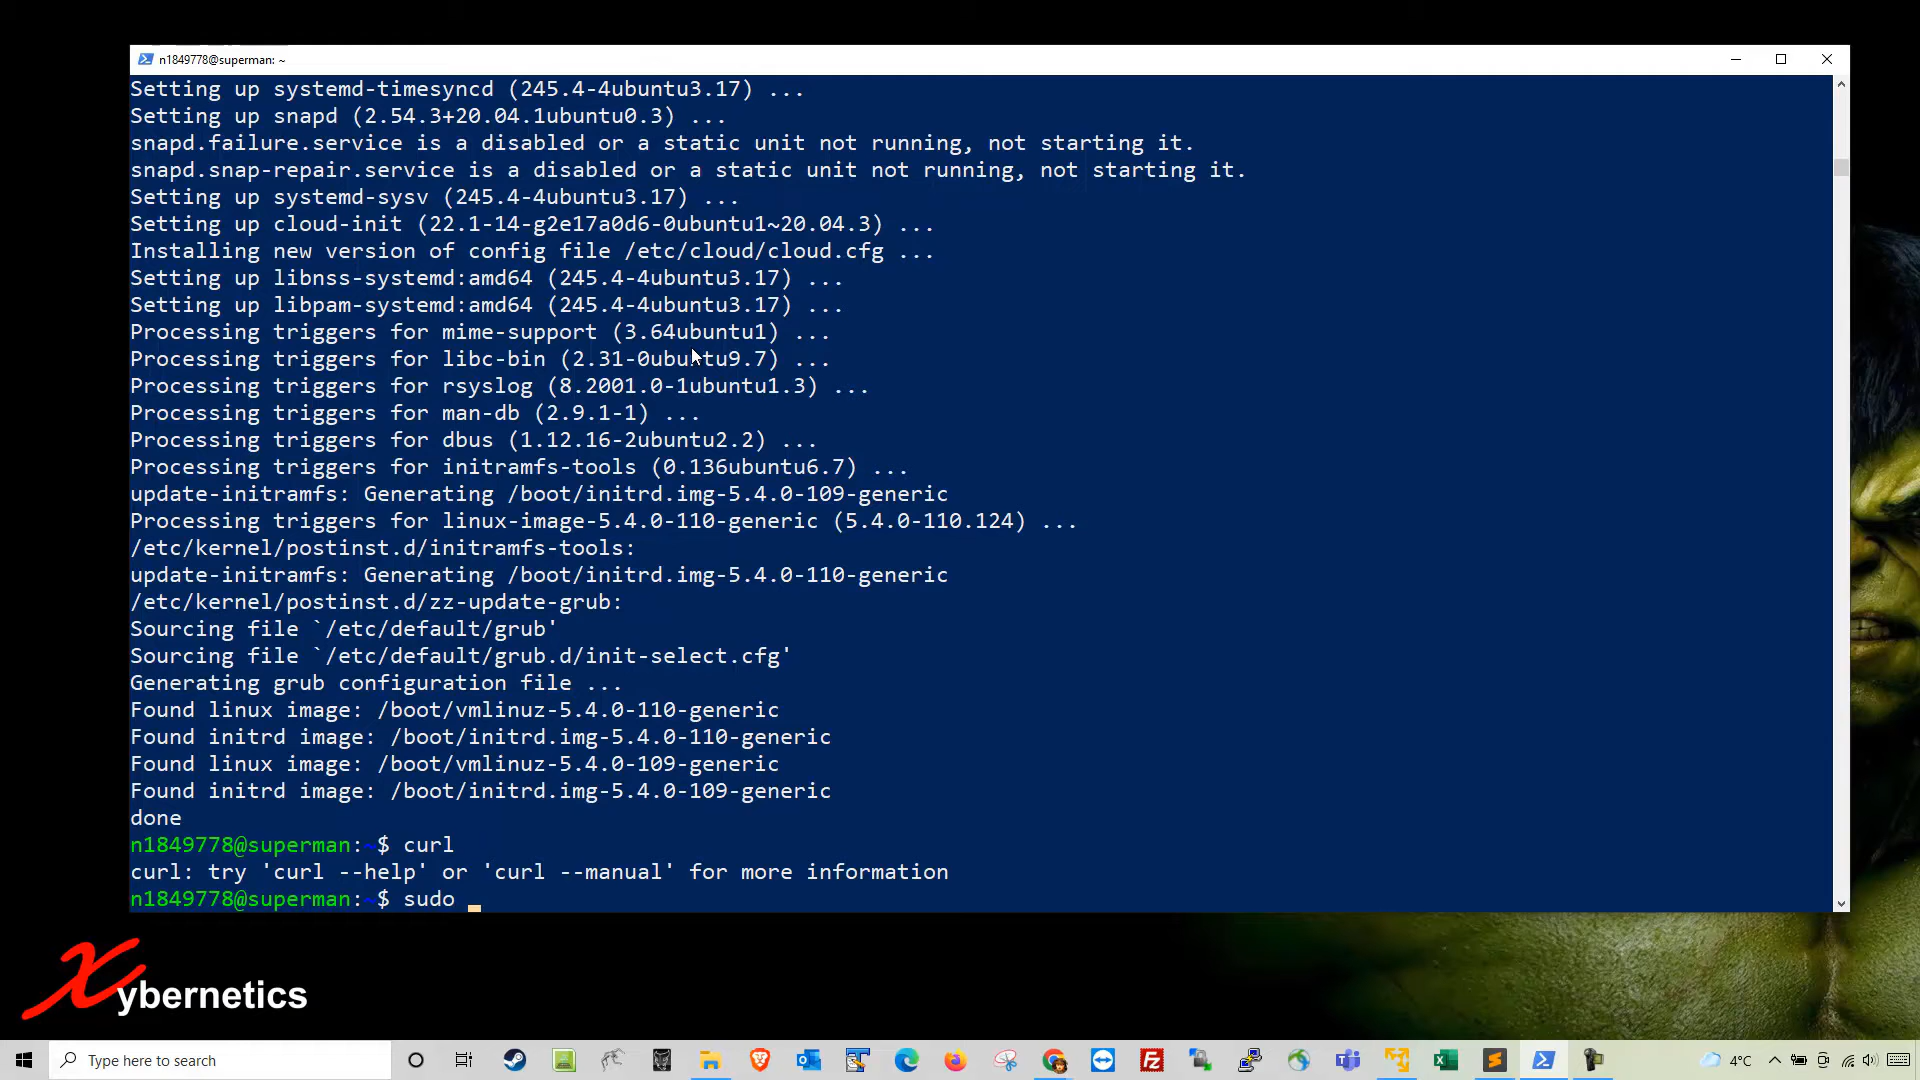 n1849778@superman: ~
Setting up systemd-timesyncd (245.4-4ubuntu3.17) ...
Setting up snapd (2.54.3+20.04.1ubuntu0.3) ...
snapd.failure.service is a disabled or a static unit not running, not starting it.
snapd.snap-repair.service is a disabled or a static unit not running, not starting it.
Setting up systemd-sysv (245.4-4ubuntu3.17) ...
Setting up cloud-init (22.1-14-g2e17a0d6-0ubuntu1~20.04.3) ...
Installing new version of config file /etc/cloud/cloud.cfg ...
Setting up libnss-systemd:amd64 (245.4-4ubuntu3.17) ...
Setting up libpam-systemd:amd64 (245.4-4ubuntu3.17) ...
Processing triggers for mime-support (3.64ubuntu1) ...
Processing triggers for libc-bin (2.31-0ubuntu9.7) ...
Processing triggers for rsyslog (8.2001.0-1ubuntu1.3) ...
Processing triggers for man-db (2.9.1-1) ...
Processing triggers for dbus (1.12.16-2ubuntu2.2) ...
Processing triggers for initramfs-tools (0.136ubuntu6.7) ...
update-initramfs: Generating /boot/initrd.img-5.4.0-109-generic
Processing triggers for linux-image-5.4.0-110-generic (5.4.0-110.124) ...
/etc/kernel/postinst.d/initramfs-tools:
update-initramfs: Generating /boot/initrd.img-5.4.0-110-generic
/etc/kernel/postinst.d/zz-update-grub:
Sourcing file `/etc/default/grub'
Sourcing file `/etc/default/grub.d/init-select.cfg'
Generating grub configuration file ...
Found linux image: /boot/vmlinuz-5.4.0-110-generic
Found initrd image: /boot/initrd.img-5.4.0-110-generic
Found linux image: /boot/vmlinuz-5.4.0-109-generic
Found initrd image: /boot/initrd.img-5.4.0-109-generic
done
n1849778@superman:~$ curl
curl: try 'curl --help' or 'curl --manual' for more information
n1849778@superman:~$ sudo
Xybernetics
Type here to search
4°C